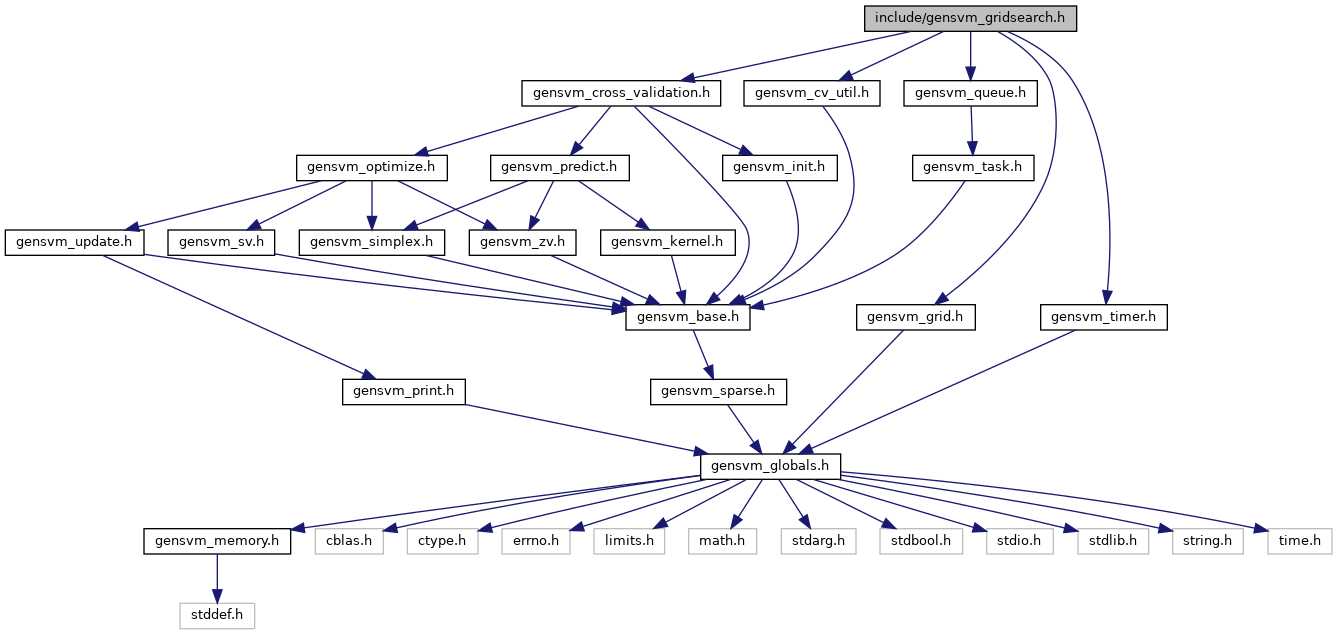 include/gensvm_gridsearch.h
gensvm_cross_validation.h
gensvm_cv_util.h
gensvm_queue.h
gensvm_optimize.h
gensvm_predict.h
gensvm_init.h
gensvm_task.h
gensvm_update.h
gensvm_sv.h
gensvm_simplex.h
gensvm_zv.h
gensvm_kernel.h
gensvm_base.h
gensvm_grid.h
gensvm_timer.h
gensvm_print.h
gensvm_sparse.h
gensvm_globals.h
gensvm_memory.h
cblas.h
ctype.h
errno.h
limits.h
math.h
stdarg.h
stdbool.h
stdio.h
stdlib.h
string.h
time.h
stddef.h